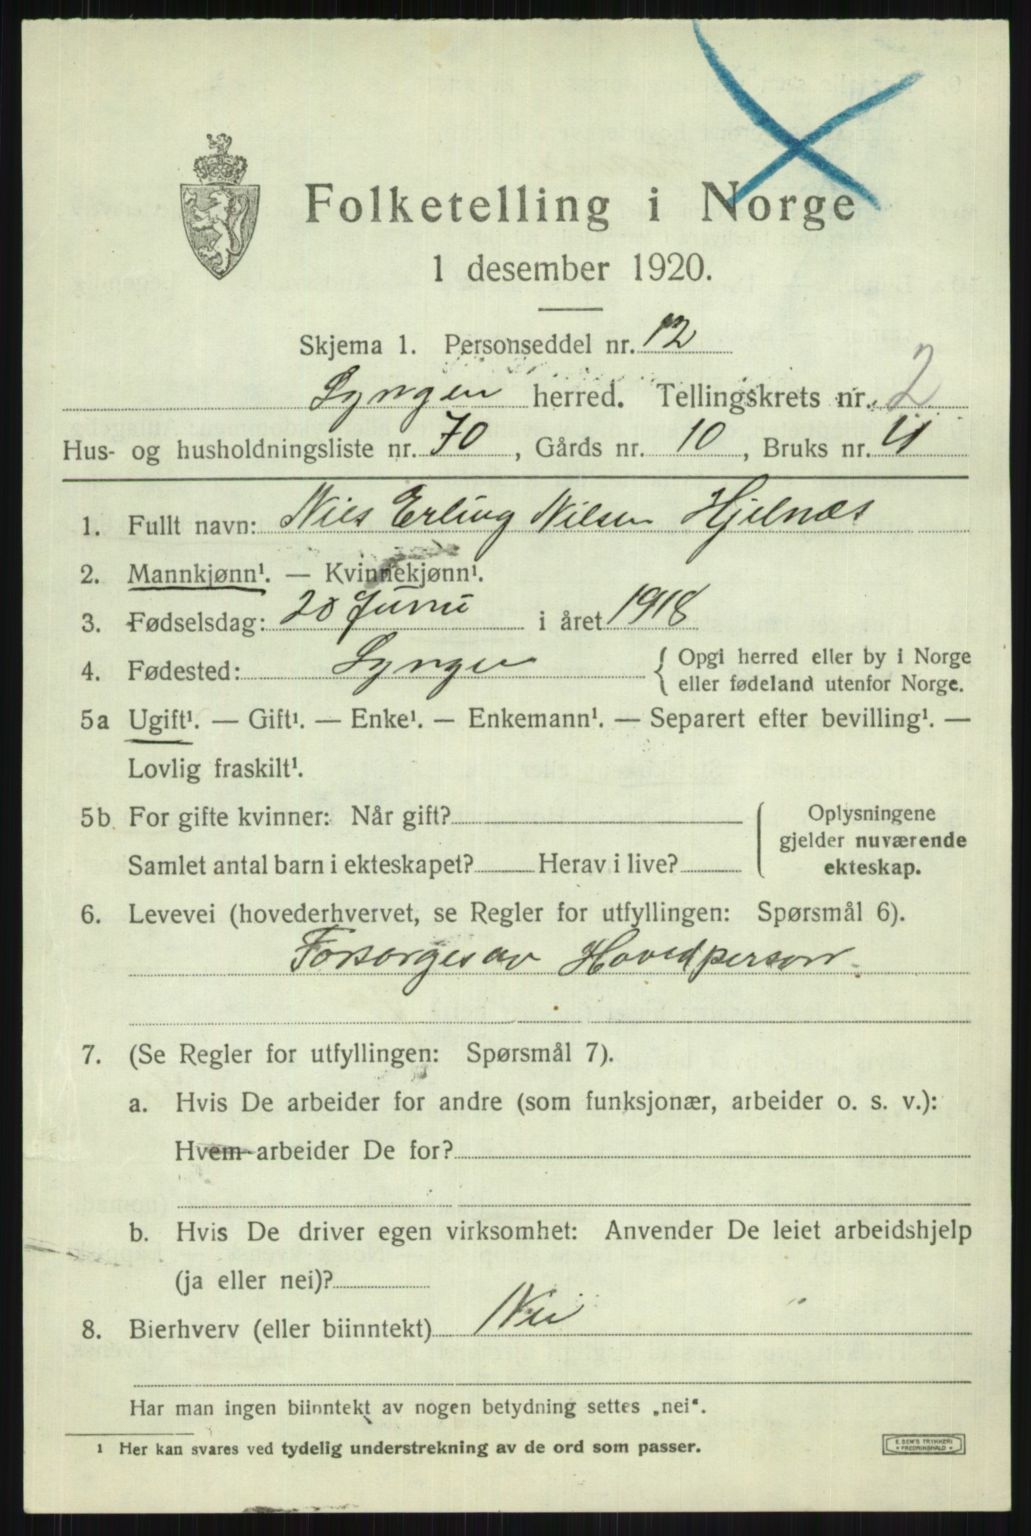 Folketelling i Norge
1 desember 1920.
Skjema 1. Personseddel nr. 12
Lyngen herred. Tellingskrets nr. 2
Hus- og husholdningsliste nr. 70, Gårds nr. 10, Bruks nr.
1. Fullt navn: Nils Erling Nilsen Hjelnæs
2. Mannkjønn¹. — Kvinnekjønn¹.
3. Fødselsdag: 28 Juni i året 1918
4. Fødested: Lyngen { Opgi herred eller by i Norge
eller fødeland utenfor Norge.
5a Ugift¹. — Gift¹. — Enke¹. — Enkemann¹. — Separert efter bevilling¹. —
Lovlig fraskilt¹.
5b For gifte kvinner: Når gift?
Samlet antal barn i ekteskapet? Herav i live?
Oplysningene
gjelder nuværende
ekteskap.
6. Levevei (hovederhvervet, se Regler for utfyllingen: Spørsmål 6).
Forsørges av Hovedperson
7. (Se Regler for utfyllingen: Spørsmål 7).
a. Hvis De arbeider for andre (som funksjonær, arbeider o. s. v.):
Hvem arbeider De for?
b. Hvis De driver egen virksomhet: Anvender De leiet arbeidshjelp
(ja eller nei)?
8. Bierhverv (eller biinntekt) Nei
Har man ingen biinntekt av nogen betydning settes „nei".
¹ Her kan svares ved tydelig understrekning av de ord som passer.
E. SEM'S TRYKKERI
FREDRIKSHALD